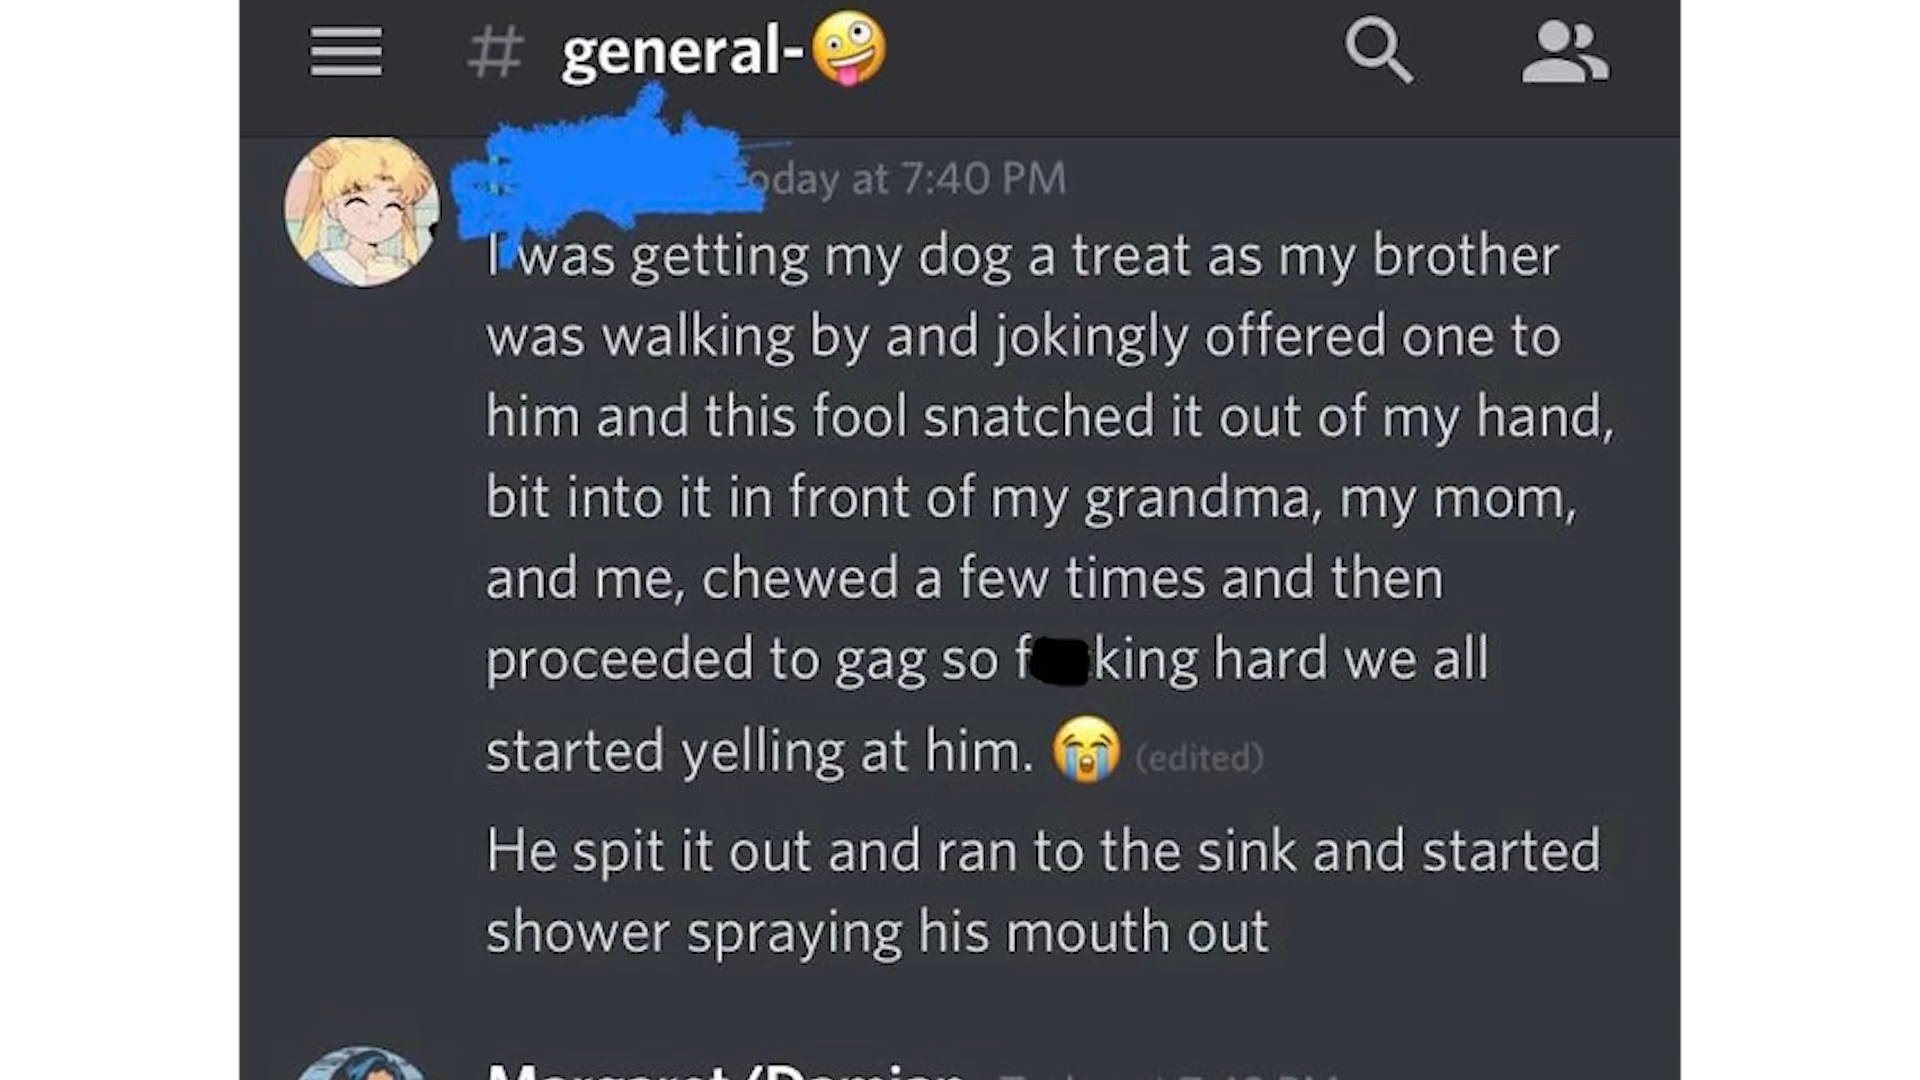 # general-🤪
oday at 7:40 PM
I was getting my dog a treat as my brother
was walking by and jokingly offered one to
him and this fool snatched it out of my hand,
bit into it in front of my grandma, my mom,
and me, chewed a few times and then
proceeded to gag so f king hard we all
started yelling at him. 😭 (edited)
He spit it out and ran to the sink and started
shower spraying his mouth out
Margaret (Damian